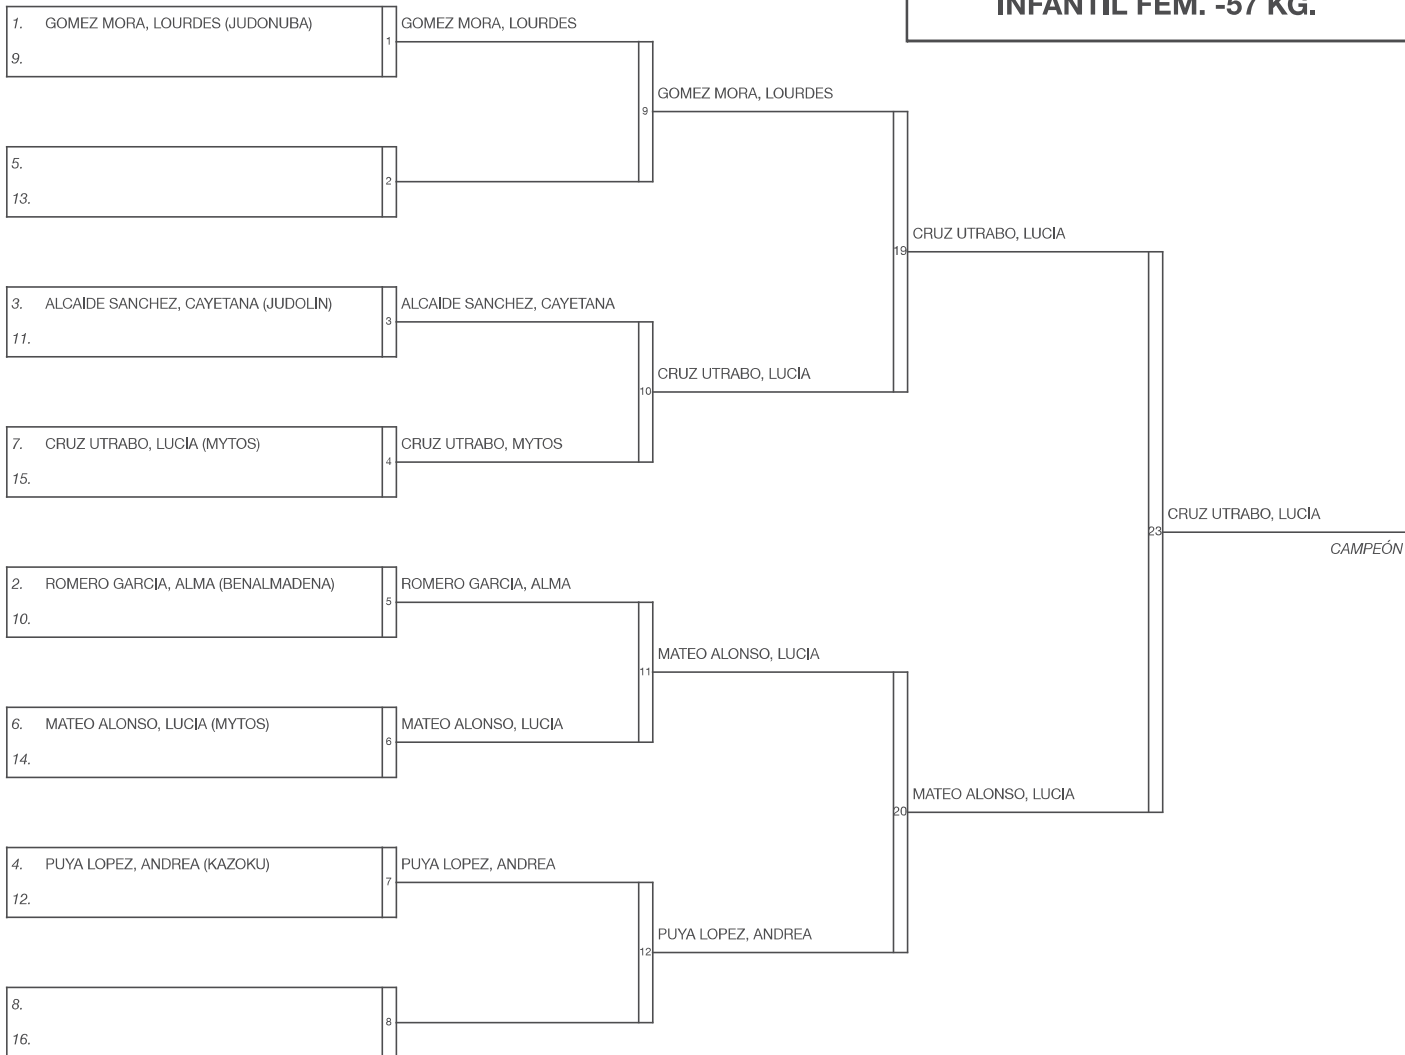 INFANTIL FEM. -57 KG.
1. GOMEZ MORA, LOURDES (JUDONUBA)
9.
1
GOMEZ MORA, LOURDES
5.
13.
2
9
GOMEZ MORA, LOURDES
3. ALCAIDE SANCHEZ, CAYETANA (JUDOLIN)
11.
3
ALCAIDE SANCHEZ, CAYETANA
7. CRUZ UTRABO, LUCÍA (MYTOS)
15.
4
CRUZ UTRABO, MYTOS
10
CRUZ UTRABO, LUCÍA
19
CRUZ UTRABO, LUCÍA
2. ROMERO GARCIA, ALMA (BENALMADENA)
10.
5
ROMERO GARCIA, ALMA
6. MATEO ALONSO, LUCIA (MYTOS)
14.
6
MATEO ALONSO, LUCIA
11
MATEO ALONSO, LUCIA
4. PUYA LOPEZ, ANDREA (KAZOKU)
12.
7
PUYA LOPEZ, ANDREA
8.
16.
8
12
PUYA LOPEZ, ANDREA
20
MATEO ALONSO, LUCIA
23
CRUZ UTRABO, LUCÍA
CAMPEÓN